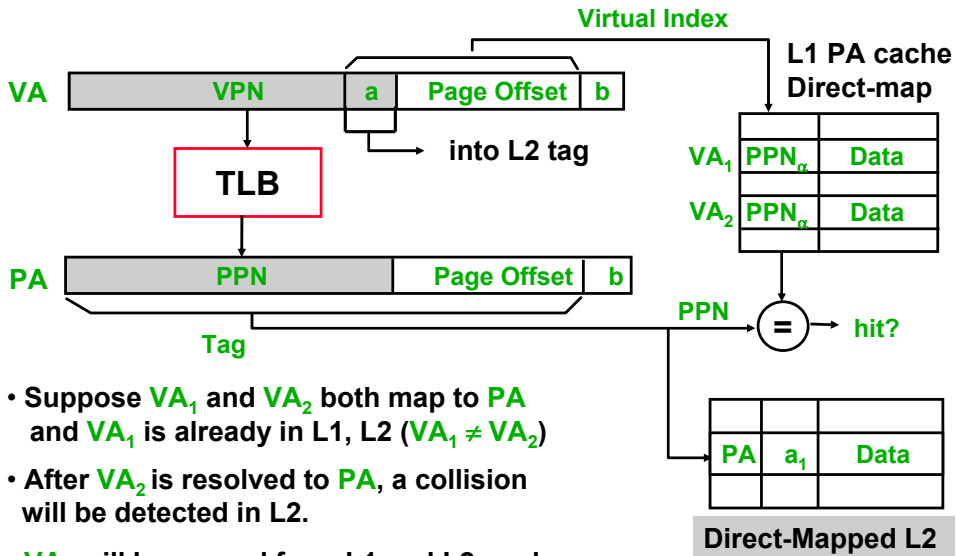 Virtual Index
L1 PA cache
Direct-map
VA VPN a Page Offset b
into L2 tag
VA1 PPNα Data
TLB
VA2 PPNα Data
PA PPN Page Offset b
PPN
= hit?
Tag
• Suppose VA1 and VA2 both map to PA
and VA1 is already in L1, L2 (VA1 ≠ VA2)
PA a1 Data
• After VA2 is resolved to PA, a collision
will be detected in L2.
Direct-Mapped L2